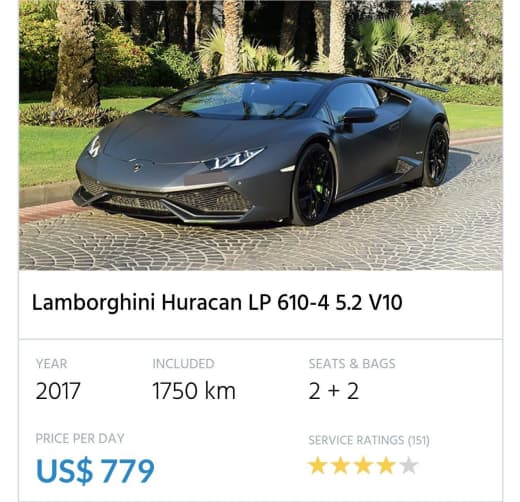 Lamborghini Huracan LP 610-4 5.2 V10
YEAR INCLUDED SEATS & BAGS
2017 1750 km 2 + 2
PRICE PER DAY SERVICE RATINGS (151)
US$ 779